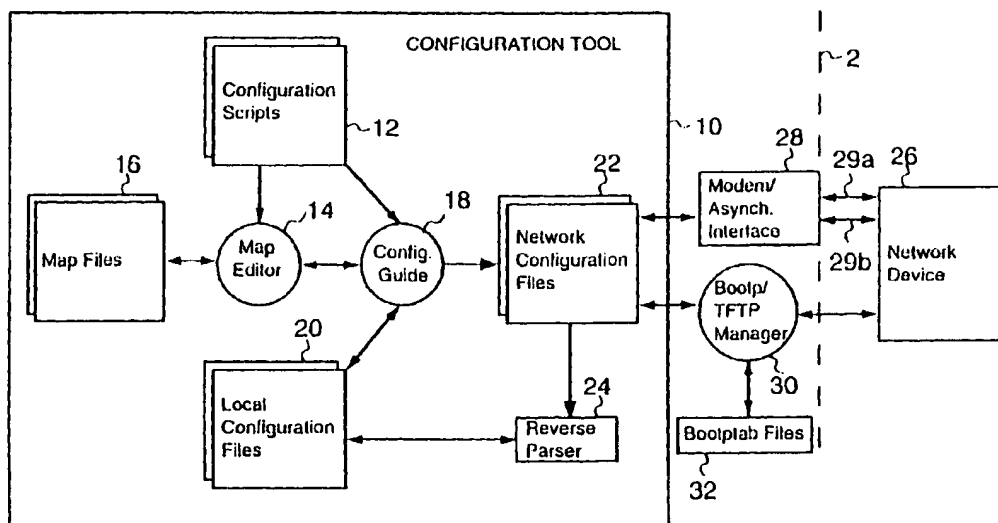 CONFIGURATION TOOL
2
Configuration
Scripts
12
10
16
14
18
22
28
29a
26
Map Files
Map
Editor
Config.
Guide
Network
Configuration
Files
Modem/
Asynch.
Interface
29b
Network
Device
Bootp/
TFTP
Manager
30
20
24
Local
Configuration
Files
Reverse
Parser
Bootptab Files
32